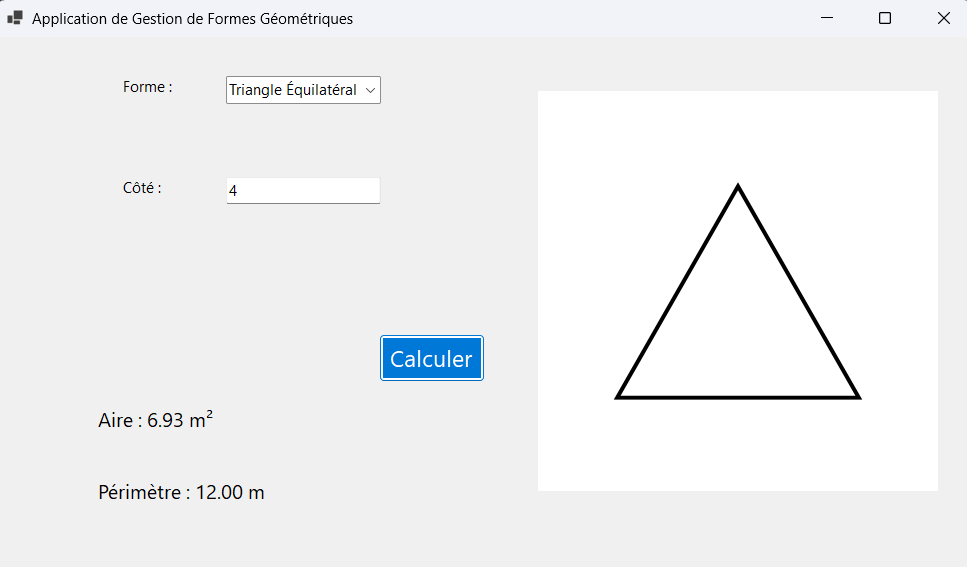 Application de Gestion de Formes Géométriques
Forme :
Triangle Équilatéral
Côté :
4
Calculer
Aire : 6.93 m²
Périmètre : 12.00 m